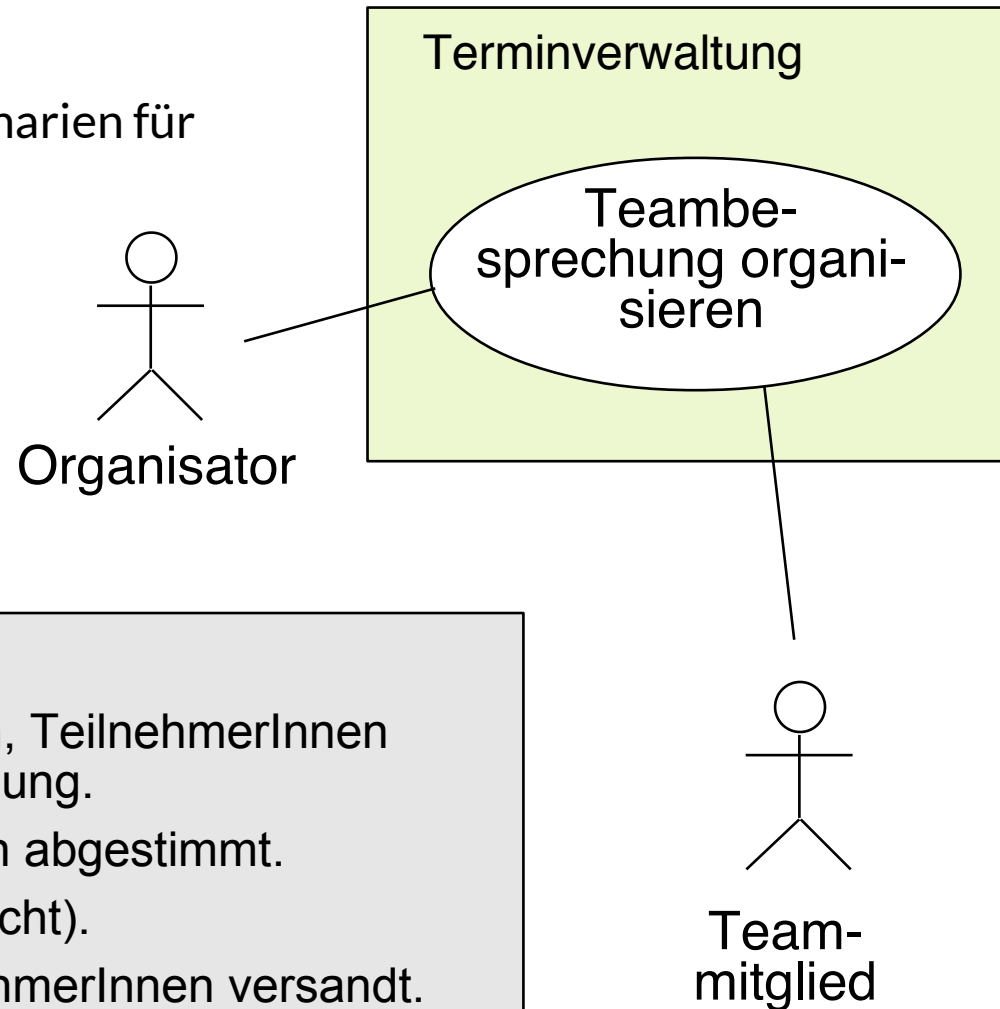 Terminverwaltung
narien für
Teambe-
sprechung organi-
sieren
Organisator
, TeilnehmerInnen
ung.
abgestimmt.
cht).
hmerInnen versandt.
Team-
mitglied